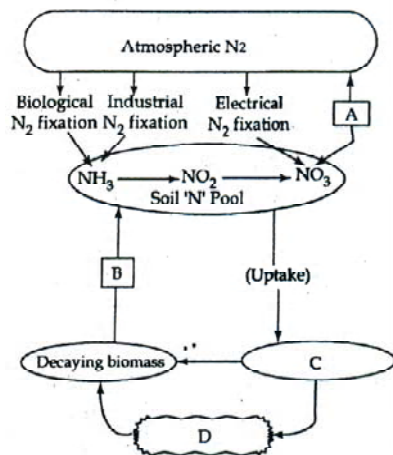 Atmospheric N2
Biological
N2 fixation
Industrial
N2 fixation
Electrical
N2 fixation
A
NH3
NO2
NO3
Soil 'N' Pool
B
(Uptake)
Decaying biomass
C
D